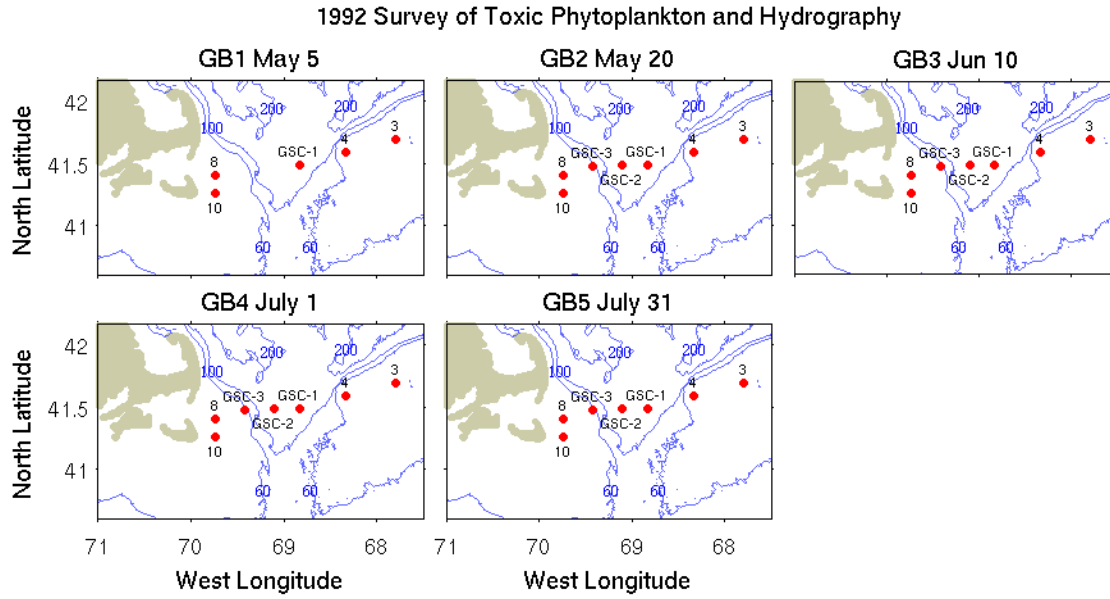 1992 Survey of Toxic Phytoplankton and Hydrography
GB1 May 5
GB2 May 20
GB3 Jun 10
North Latitude
42
41.5
41
200
200
100
3
4
GSC-1
8
10
60
60
200
200
100
3
4
8
GSC-3
GSC-1
GSC-2
10
60
60
200
200
100
3
4
8
GSC-3
GSC-1
GSC-2
10
60
60
GB4 July 1
GB5 July 31
North Latitude
42
41.5
41
200
200
100
3
4
8
GSC-3
GSC-1
GSC-2
10
60
60
200
200
100
3
4
8
GSC-3
GSC-1
GSC-2
10
60
60
71
70
69
68
71
70
69
68
West Longitude
West Longitude